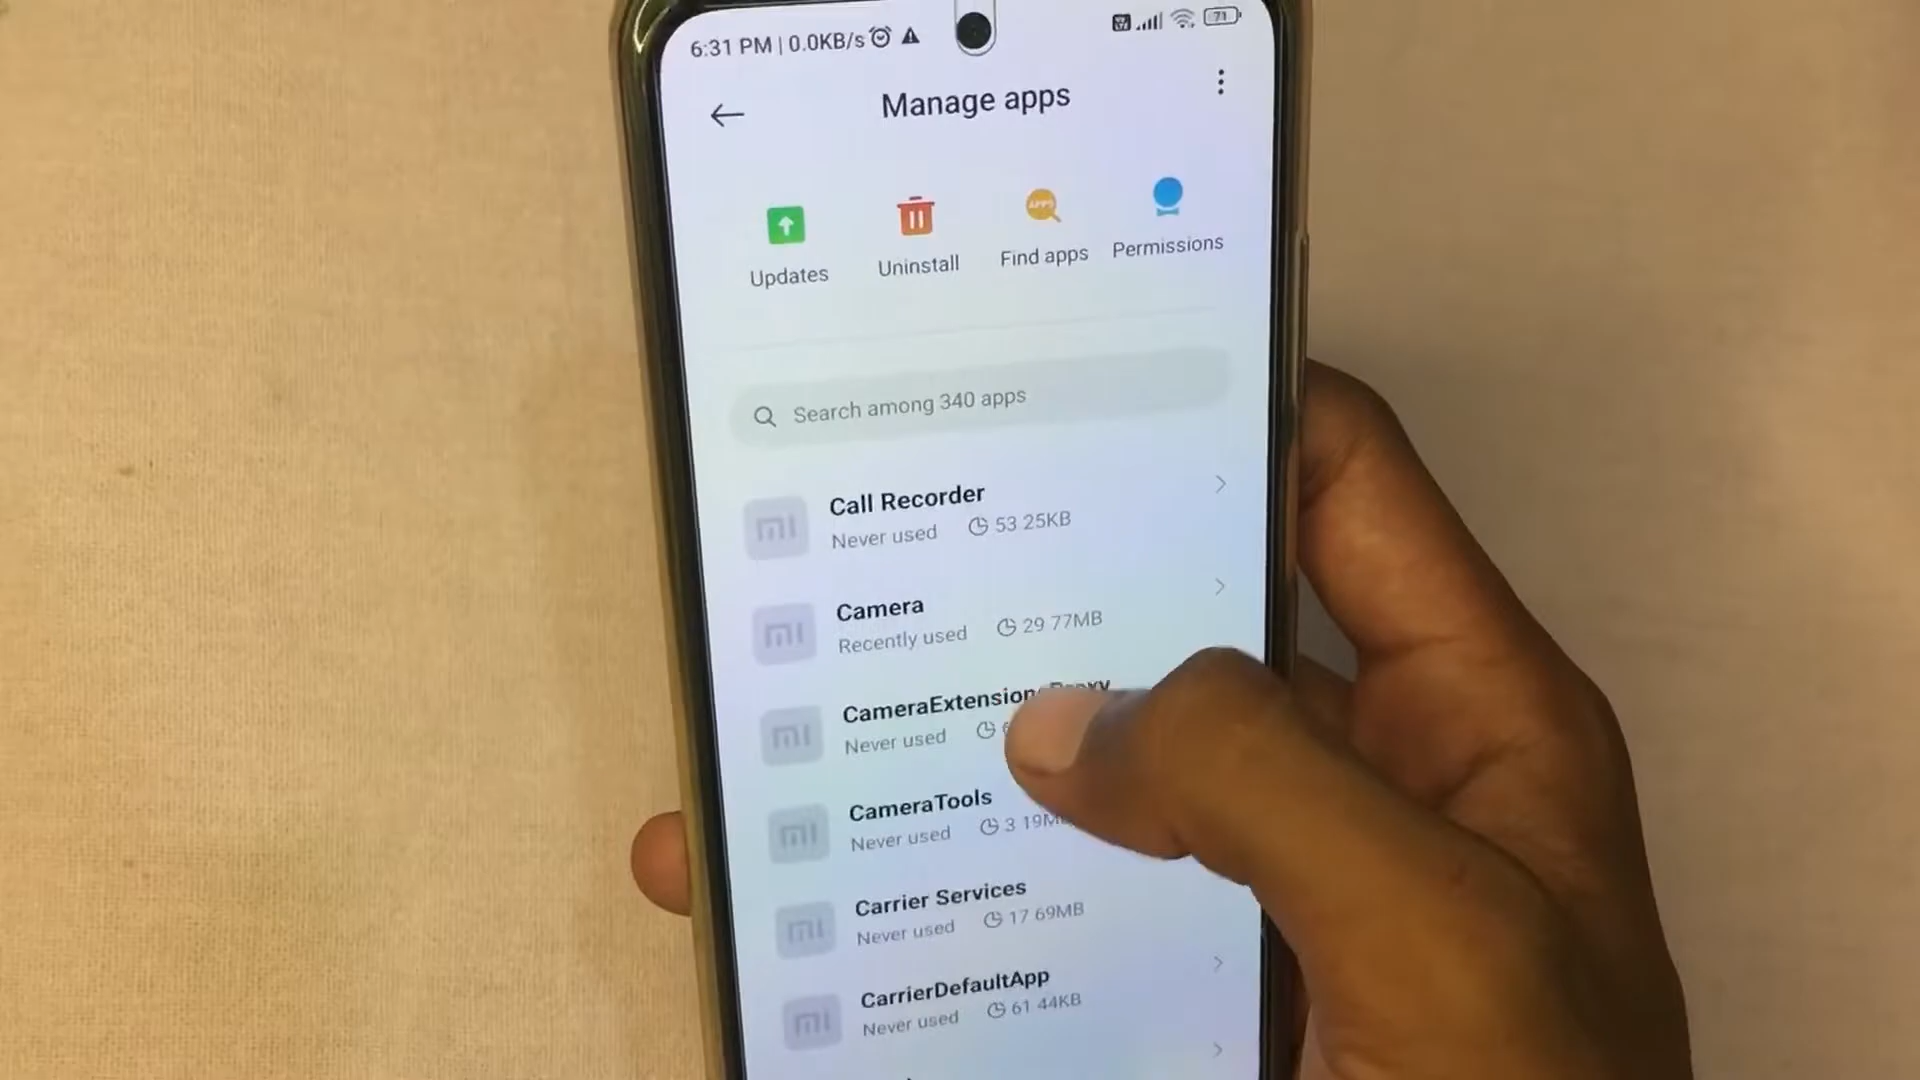 6:31 PM | 0.0KB/s
71
Manage apps
Updates
Uninstall
Find apps
Permissions
Search among 340 apps
Call Recorder
Never used 53 25KB
Camera
Recently used 29 77MB
CameraExtension
Never used
CameraTools
Never used 3 19M
Carrier Services
Never used 17 69MB
CarrierDefaultApp
Never used 61 44KB